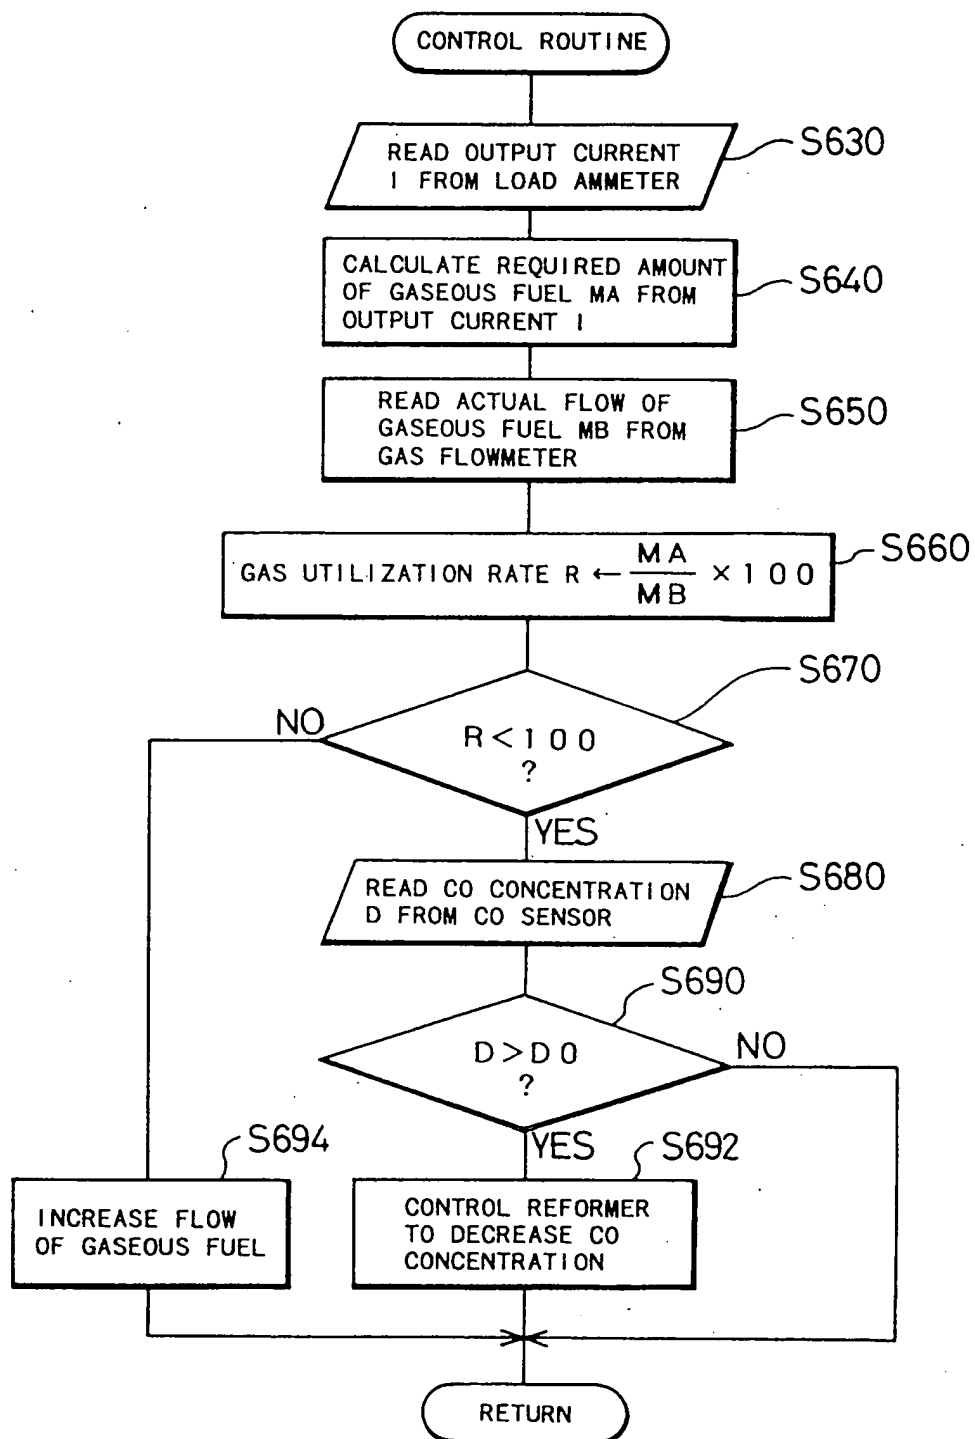 CONTROL ROUTINE
READ OUTPUT CURRENT
I FROM LOAD AMMETER
S630
CALCULATE REQUIRED AMOUNT
OF GASEOUS FUEL MA FROM
OUTPUT CURRENT I
S640
READ ACTUAL FLOW OF
GASEOUS FUEL MB FROM
GAS FLOWMETER
S650
GAS UTILIZATION RATE R ← MA/MB × 100
S660
R < 100
?
S670
NO
YES
READ CO CONCENTRATION
D FROM CO SENSOR
S680
D > D0
?
S690
NO
YES
S694
INCREASE FLOW
OF GASEOUS FUEL
S692
CONTROL REFORMER
TO DECREASE CO
CONCENTRATION
RETURN